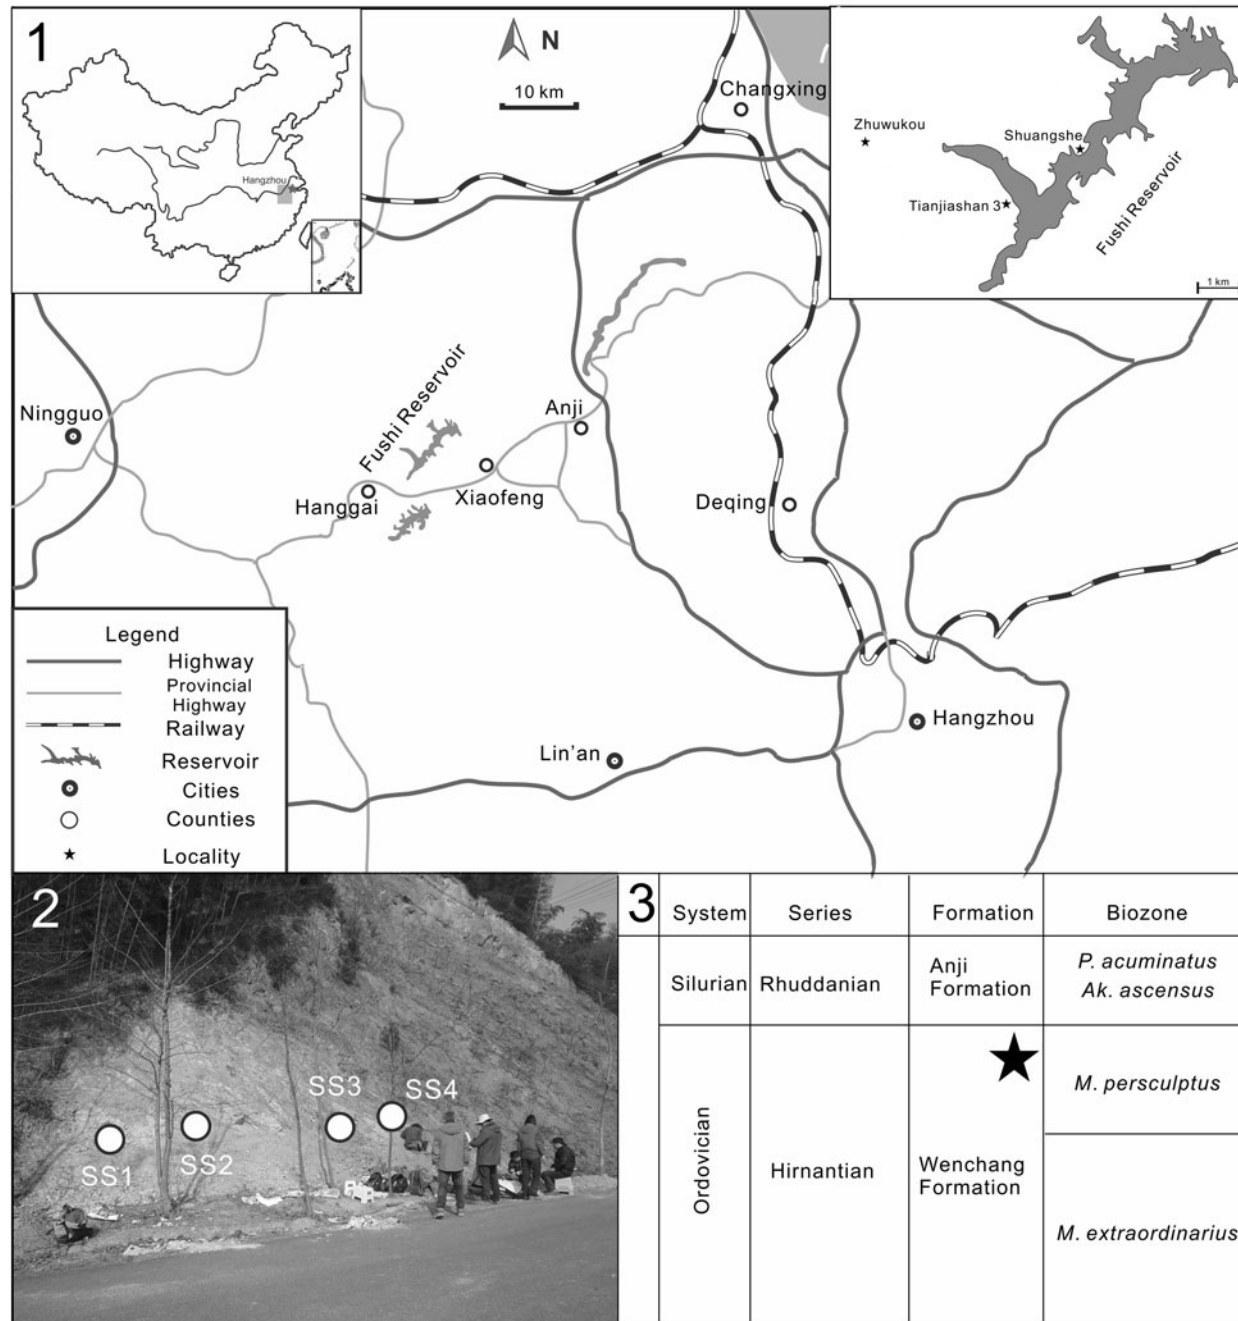 1
Hangzhou
N
10 km
Changxing
Zhuwukou
Shuangshe
Tianjiashan 3
Fushi Reservoir
1 km
Ningguo
Fushi Reservoir
Anji
Hanggai
Xiaofeng
Deqing
Hangzhou
Lin'an
Legend
Highway
Provincial
Highway
Railway
Reservoir
Cities
Counties
Locality
2
SS1
SS2
SS3
SS4
3
System
Series
Formation
Biozone
Silurian
Rhuddanian
Anji
Formation
P. acuminatus
Ak. ascensus
Ordovician
Hirnantian
Wenchang
Formation
M. persculptus
M. extraordinarius